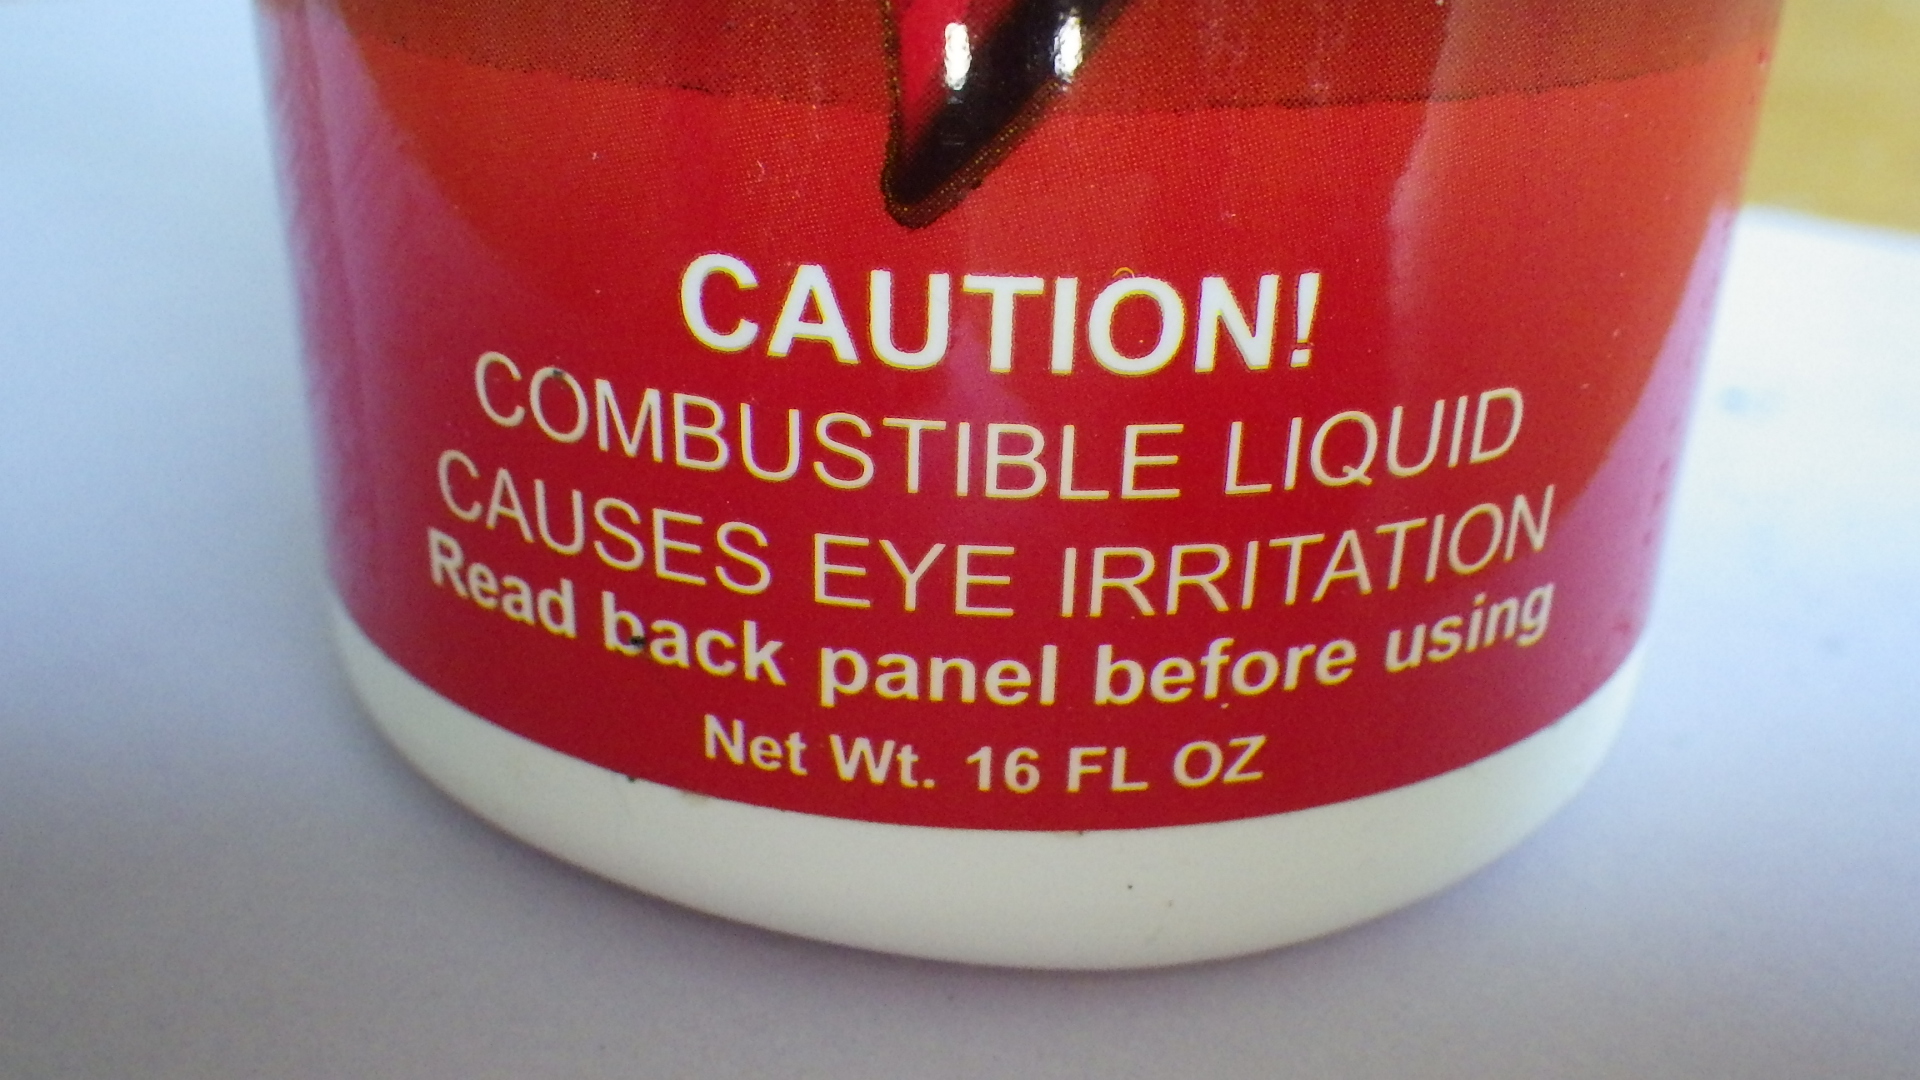 CAUTION!
COMBUSTIBLE LIQUID
CAUSES EYE IRRITATION
Read back panel before using
Net Wt. 16 FL OZ